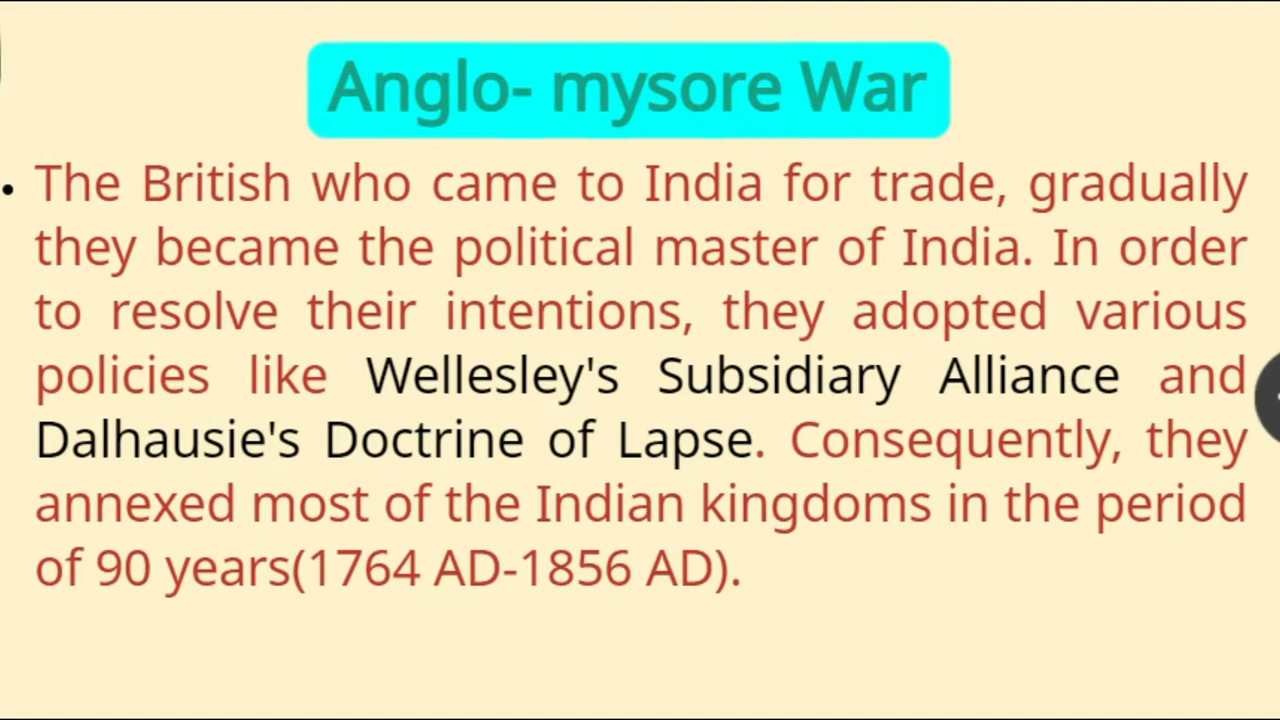 Anglo- mysore War
• The British who came to India for trade, gradually
they became the political master of India. In order
to resolve their intentions, they adopted various
policies like Wellesley's Subsidiary Alliance and
Dalhausie's Doctrine of Lapse. Consequently, they
annexed most of the Indian kingdoms in the period
of 90 years(1764 AD-1856 AD).